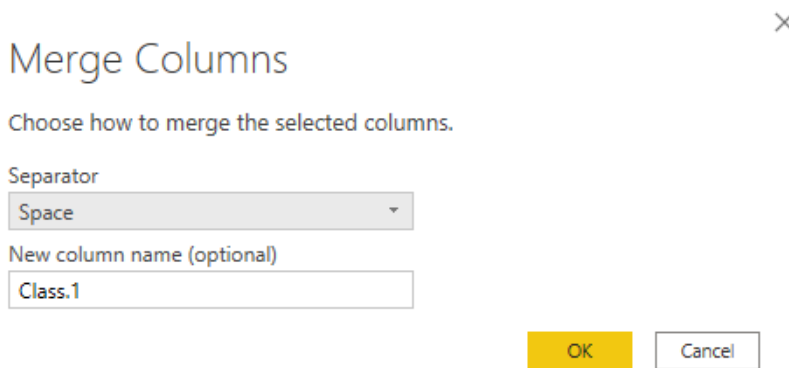 Merge Columns
Choose how to merge the selected columns.
Separator
Space
New column name (optional)
Class.1
OK Cancel